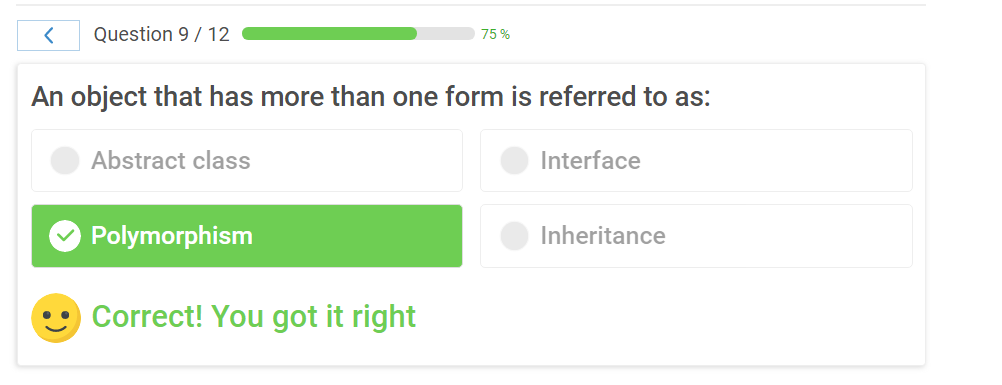 Question 9 / 12 75 %
An object that has more than one form is referred to as:
Abstract class
Interface
Polymorphism
Inheritance
Correct! You got it right